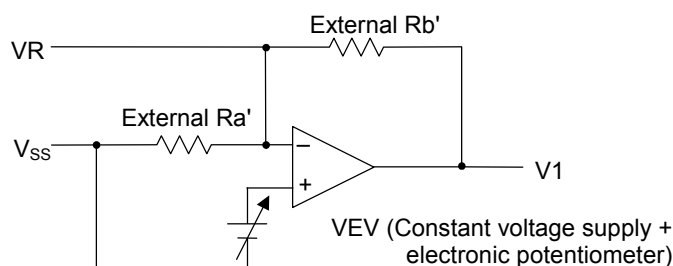 External Rb'
VR
External Ra'
VSS
−
+
V1
VEV (Constant voltage supply +
electronic potentiometer)